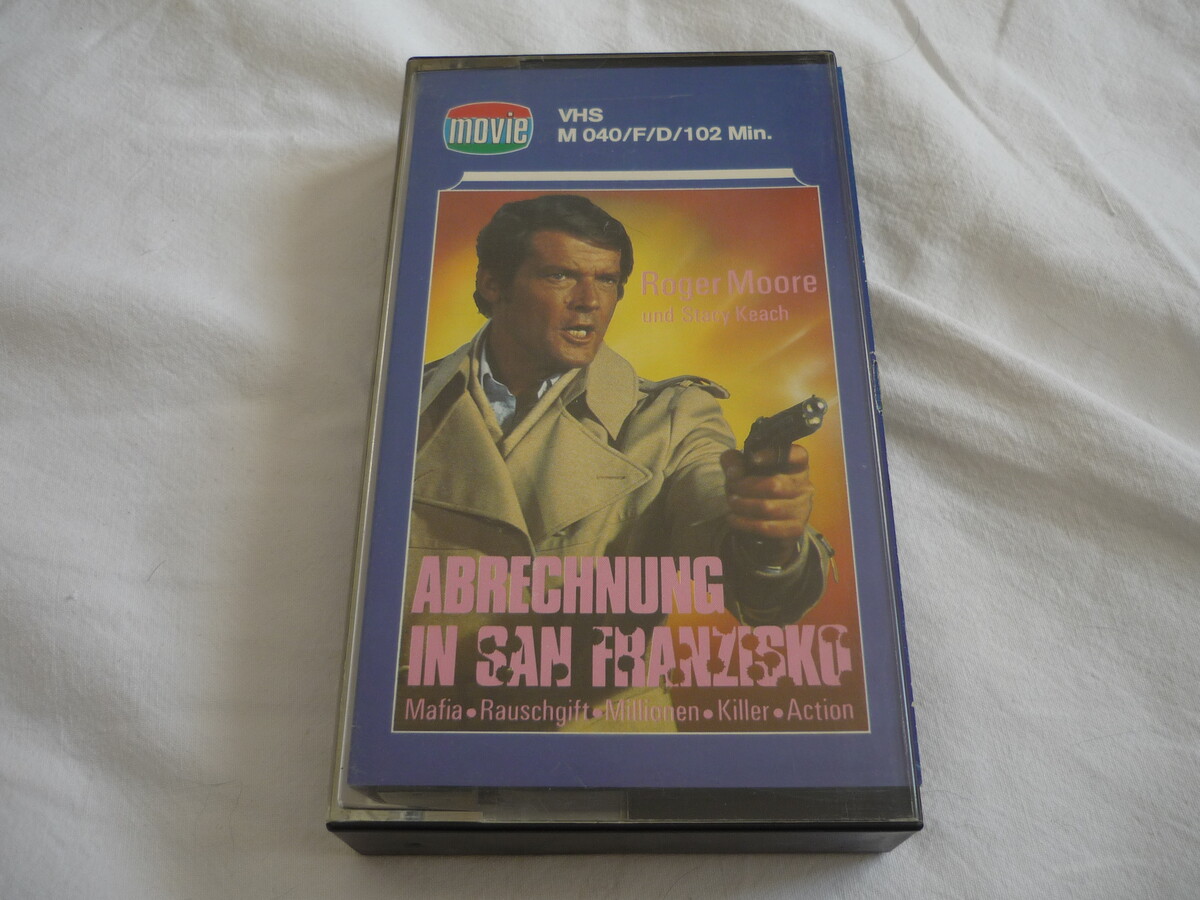 movie
VHS
M 040/F/D/102 Min.
Roger Moore
und Stacy Keach
ABRECHNUNG
IN SAN FRANZISKO
Mafia • Rauschgift • Millionen • Killer • Action